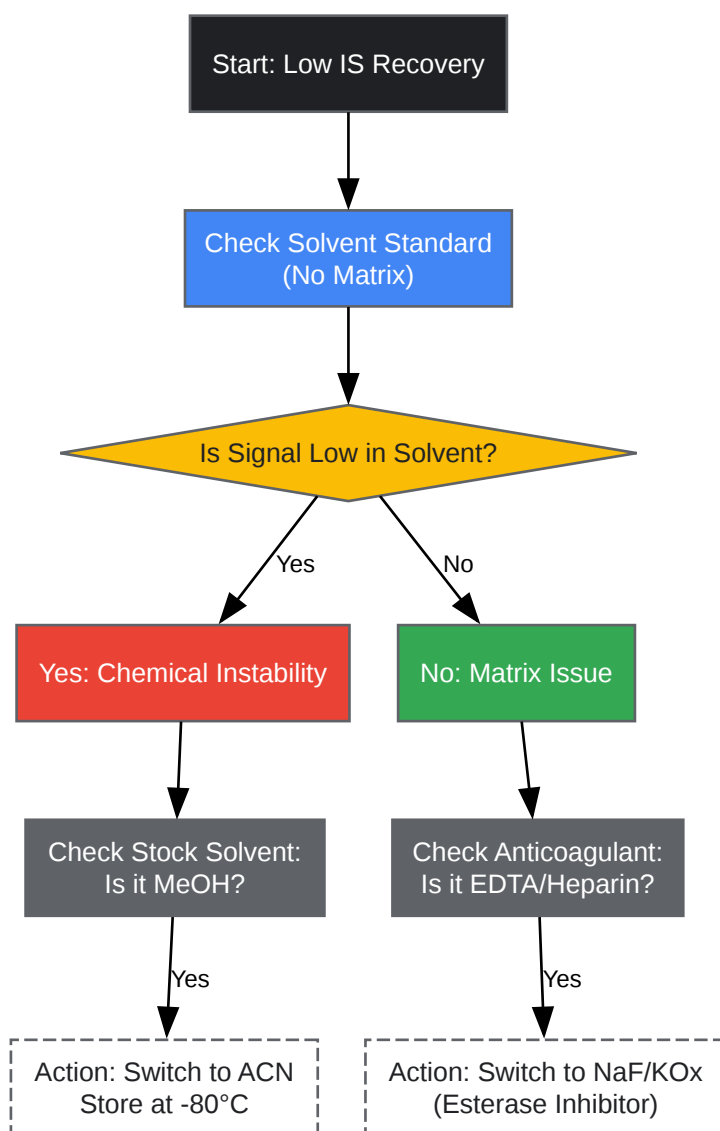 Start: Low IS Recovery
Check Solvent Standard
(No Matrix)
Is Signal Low in Solvent?
Yes
No
Yes: Chemical Instability
No: Matrix Issue
Check Stock Solvent:
Is it MeOH?
Check Anticoagulant:
Is it EDTA/Heparin?
Yes
Yes
Action: Switch to ACN
Store at -80°C
Action: Switch to NaF/KOx
(Esterase Inhibitor)